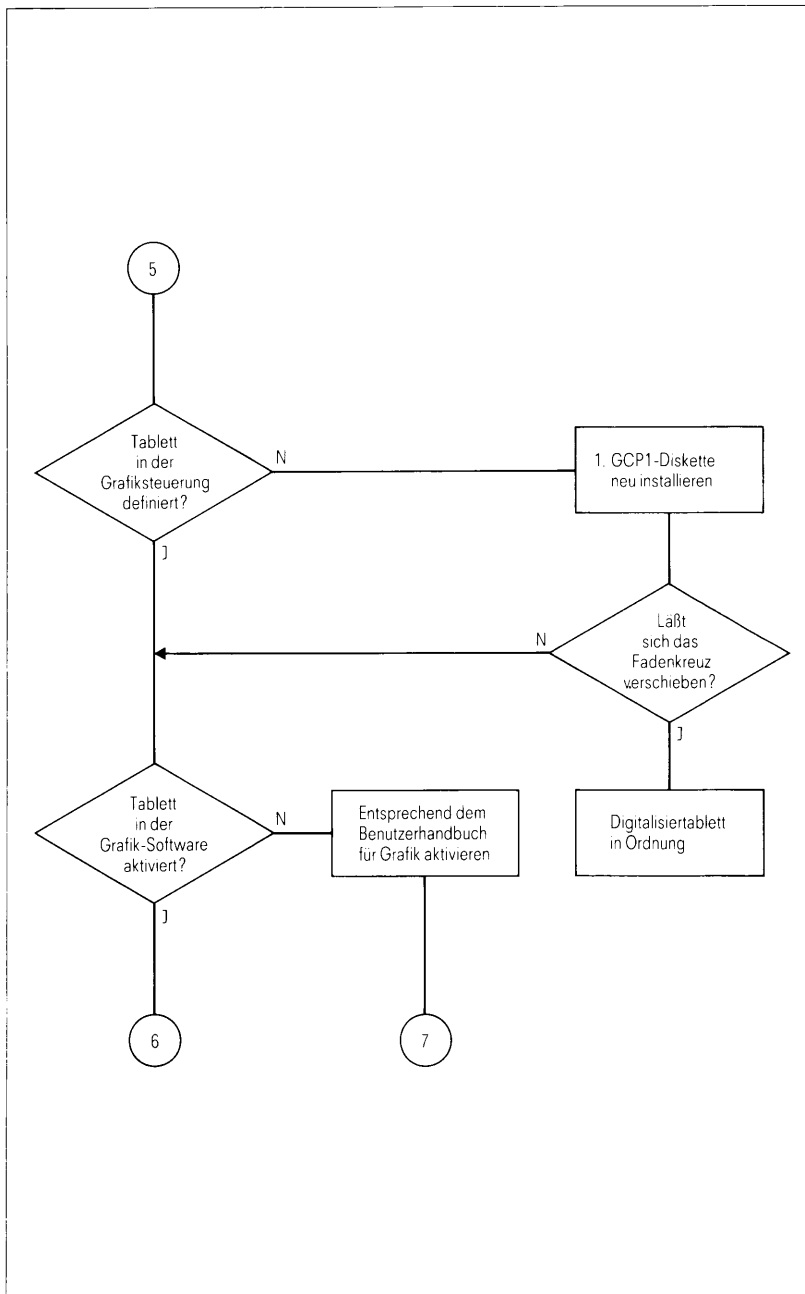 5
Tablett
in der
Grafiksteuerung
definiert?
N
J
1. GCP1-Diskette
neu installieren
Läßt
sich das
Fadenkreuz
verschieben?
N
J
Digitalisiertablett
in Ordnung
Tablett
in der
Grafik-Software
aktiviert?
N
J
Entsprechend dem
Benutzerhandbuch
für Grafik aktivieren
6
7